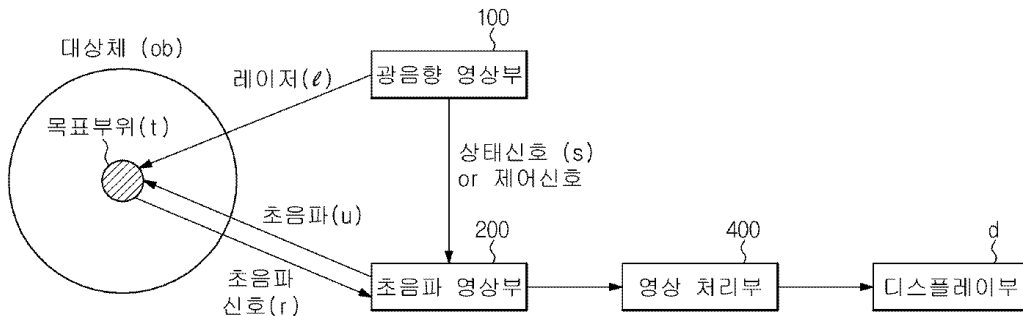 100
대상체 (ob)
광음향 영상부
레이저(ℓ)
목표부위(t)
상태신호 (s)
or 제어신호
초음파(u)
200
400
d
초음파
신호(r)
초음파 영상부
영상 처리부
디스플레이부